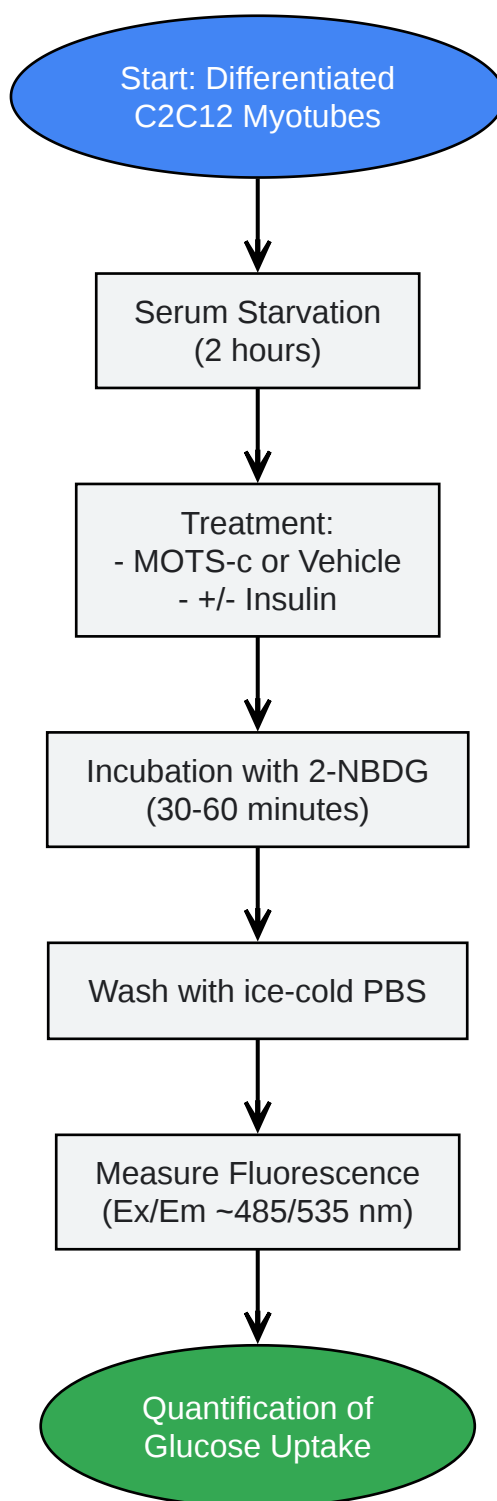 Start: Differentiated
C2C12 Myotubes
Serum Starvation
(2 hours)
Treatment:
- MOTS-c or Vehicle
- +/- Insulin
Incubation with 2-NBDG
(30-60 minutes)
Wash with ice-cold PBS
Measure Fluorescence
(Ex/Em ~485/535 nm)
Quantification of
Glucose Uptake